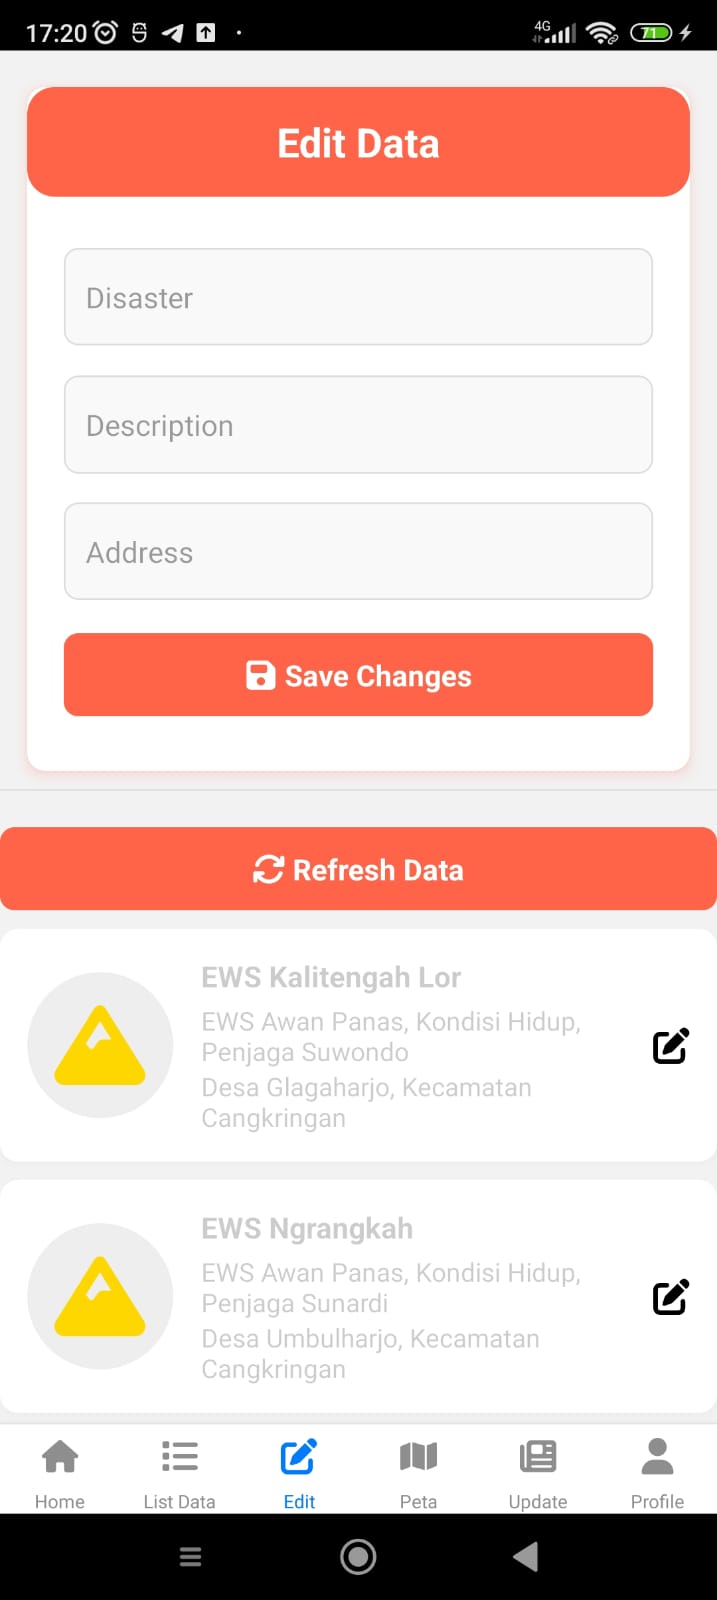 17:20
4G
71
Edit Data
Disaster
Description
Address
Save Changes
Refresh Data
EWS Kalitengah Lor
EWS Awan Panas, Kondisi Hidup,
Penjaga Suwondo
Desa Glagaharjo, Kecamatan
Cangkringan
EWS Ngrangkah
EWS Awan Panas, Kondisi Hidup,
Penjaga Sunardi
Desa Umbulharjo, Kecamatan
Cangkringan
Home
List Data
Edit
Peta
Update
Profile